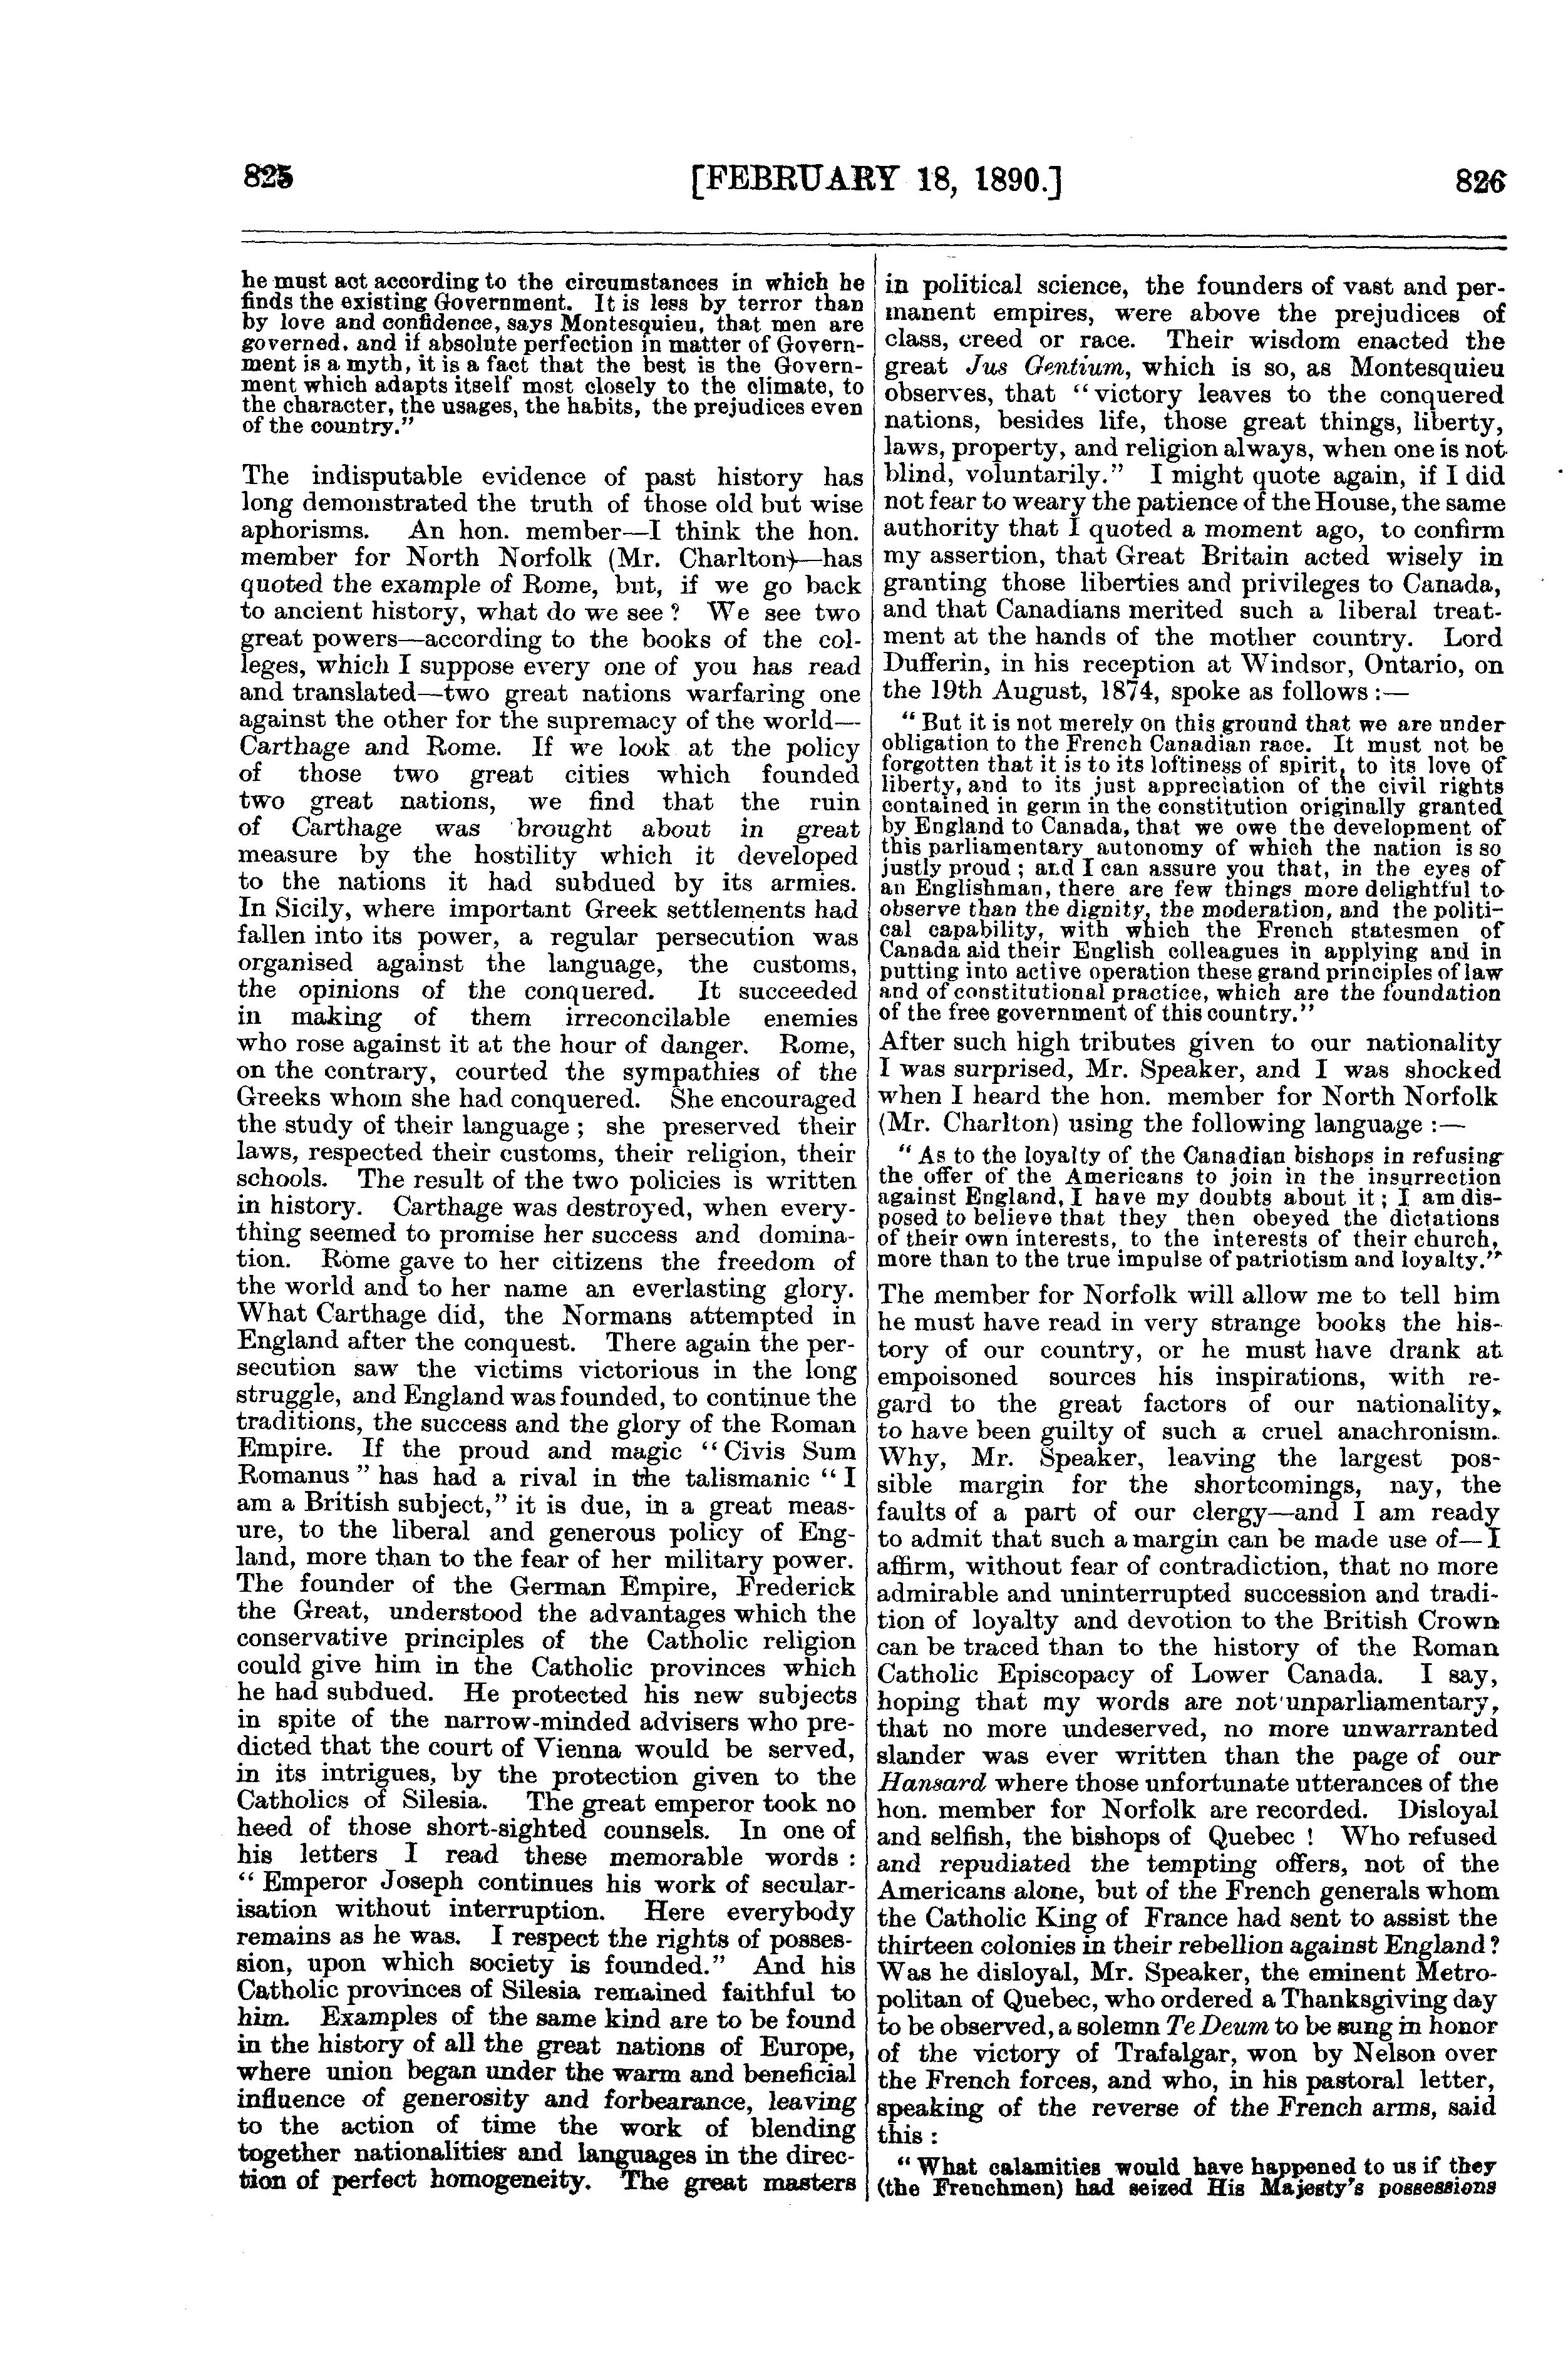 825 [FEBRUARY 18, 1890.] 826
he must act according to the circumstances in which he
finds the existing Government. It is less by terror than
by love and confidence, says Montesquieu, that men are
governed, and if absolute perfection in matter of Govern-
ment is a myth, it is a fact that the best is the Govern-
ment which adapts itself most closely to the climate, to
the character, the usages, the habits, the prejudices even
of the country."
The indisputable evidence of past history has
long demonstrated the truth of those old but wise
aphorisms. An hon. member—I think the hon.
member for North Norfolk (Mr. Charlton)—has
quoted the example of Rome, but, if we go back
to ancient history, what do we see? We see two
great powers—according to the books of the col-
leges, which I suppose every one of you has read
and translated—two great nations warfaring one
against the other for the supremacy of the world—
Carthage and Rome. If we look at the policy
of those two great cities which founded
two great nations, we find that the ruin
of Carthage was brought about in great
measure by the hostility which it developed
to the nations it had subdued by its armies.
In Sicily, where important Greek settlements had
fallen into its power, a regular persecution was
organised against the language, the customs,
the opinions of the conquered. It succeeded
in making of them irreconcilable enemies
who rose against it at the hour of danger. Rome,
on the contrary, courted the sympathies of the
Greeks whom she had conquered. She encouraged
the study of their language; she preserved their
laws, respected their customs, their religion, their
schools. The result of the two policies is written
in history. Carthage was destroyed, when every-
thing seemed to promise her success and domina-
tion. Rome gave to her citizens the freedom of
the world and to her name an everlasting glory.
What Carthage did, the Normans attempted in
England after the conquest. There again the per-
secution saw the victims victorious in the long
struggle, and England was founded, to continue the
traditions, the success and the glory of the Roman
Empire. If the proud and magic "Civis Sum
Romanus" has had a rival in the talismanic "I
am a British subject," it is due, in a great meas-
ure, to the liberal and generous policy of Eng-
land, more than to the fear of her military power.
The founder of the German Empire, Frederick
the Great, understood the advantages which the
conservative principles of the Catholic religion
could give him in the Catholic provinces which
he had subdued. He protected his new subjects
in spite of the narrow-minded advisers who pre-
dicted that the court of Vienna would be served,
in its intrigues, by the protection given to the
Catholics of Silesia. The great emperor took no
heed of those short-sighted counsels. In one of
his letters I read these memorable words:
"Emperor Joseph continues his work of secular-
isation without interruption. Here everybody
remains as he was. I respect the rights of posses-
sion, upon which society is founded." And his
Catholic provinces of Silesia remained faithful to
him. Examples of the same kind are to be found
in the history of all the great nations of Europe,
where union began under the warm and beneficial
influence of generosity and forbearance, leaving
to the action of time the work of blending
together nationalities and languages in the direc-
tion of perfect homogeneity. The great masters
in political science, the founders of vast and per-
manent empires, were above the prejudices of
class, creed or race. Their wisdom enacted the
great Jus Gentium, which is so, as Montesquieu
observes, that "victory leaves to the conquered
nations, besides life, those great things, liberty,
laws, property, and religion always, when one is not
blind, voluntarily." I might quote again, if I did
not fear to weary the patience of the House, the same
authority that I quoted a moment ago, to confirm
my assertion, that Great Britain acted wisely in
granting those liberties and privileges to Canada,
and that Canadians merited such a liberal treat-
ment at the hands of the mother country. Lord
Dufferin, in his reception at Windsor, Ontario, on
the 19th August, 1874, spoke as follows:—
"But it is not merely on this ground that we are under
obligation to the French Canadian race. It must not be
forgotten that it is to its loftiness of spirit, to its love of
liberty, and to its just appreciation of the civil rights
contained in germ in the constitution originally granted
by England to Canada, that we owe the development of
this parliamentary autonomy of which the nation is so
justly proud; and I can assure you that, in the eyes of
an Englishman, there are few things more delightful to
observe than the dignity, the moderation, and the politi-
cal capability, with which the French statesmen of
Canada aid their English colleagues in applying and in
putting into active operation these grand principles of law
and of constitutional practice, which are the foundation
of the free government of this country."
After such high tributes given to our nationality
I was surprised, Mr. Speaker, and I was shocked
when I heard the hon. member for North Norfolk
(Mr. Charlton) using the following language:—
"As to the loyalty of the Canadian bishops in refusing
the offer of the Americans to join in the insurrection
against England, I have my doubts about it; I am dis-
posed to believe that they then obeyed the dictations
of their own interests, to the interests of their church,
more than to the true impulse of patriotism and loyalty."
The member for Norfolk will allow me to tell him
he must have read in very strange books the his-
tory of our country, or he must have drank at
empoisoned sources his inspirations, with re-
gard to the great factors of our nationality,
to have been guilty of such a cruel anachronism.
Why, Mr. Speaker, leaving the largest pos-
sible margin for the shortcomings, nay, the
faults of a part of our clergy—and I am ready
to admit that such a margin can be made use of—I
affirm, without fear of contradiction, that no more
admirable and uninterrupted succession and tradi-
tion of loyalty and devotion to the British Crown
can be traced than to the history of the Roman
Catholic Episcopacy of Lower Canada. I say,
hoping that my words are not unparliamentary,
that no more undeserved, no more unwarranted
slander was ever written than the page of our
Hansard where those unfortunate utterances of the
hon. member for Norfolk are recorded. Disloyal
and selfish, the bishops of Quebec! Who refused
and repudiated the tempting offers, not of the
Americans alone, but of the French generals whom
the Catholic King of France had sent to assist the
thirteen colonies in their rebellion against England?
Was he disloyal, Mr. Speaker, the eminent Metro-
politan of Quebec, who ordered a Thanksgiving day
to be observed, a solemn Te Deum to be sung in honor
of the victory of Trafalgar, won by Nelson over
the French forces, and who, in his pastoral letter,
speaking of the reverse of the French arms, said
this:
"What calamities would have happened to us if they
(the Frenchmen) had seized His Majesty's possessions